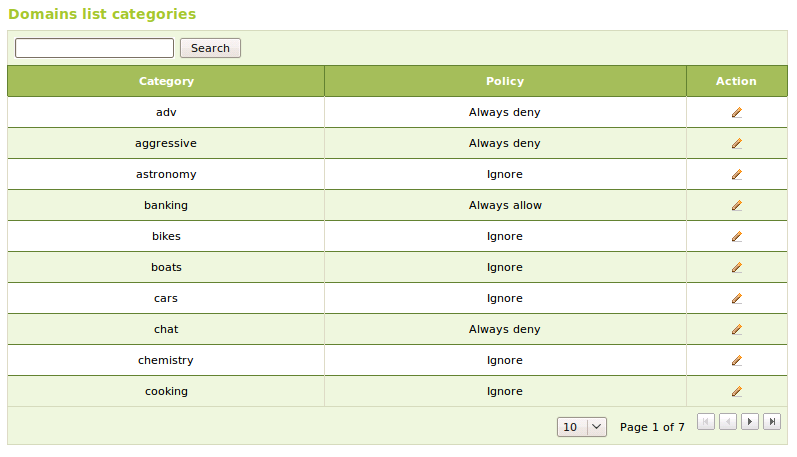 Domains list categories
Search
Category Policy Action
adv Always deny
aggressive Always deny
astronomy Ignore
banking Always allow
bikes Ignore
boats Ignore
cars Ignore
chat Always deny
chemistry Ignore
cooking Ignore
10 Page 1 of 7